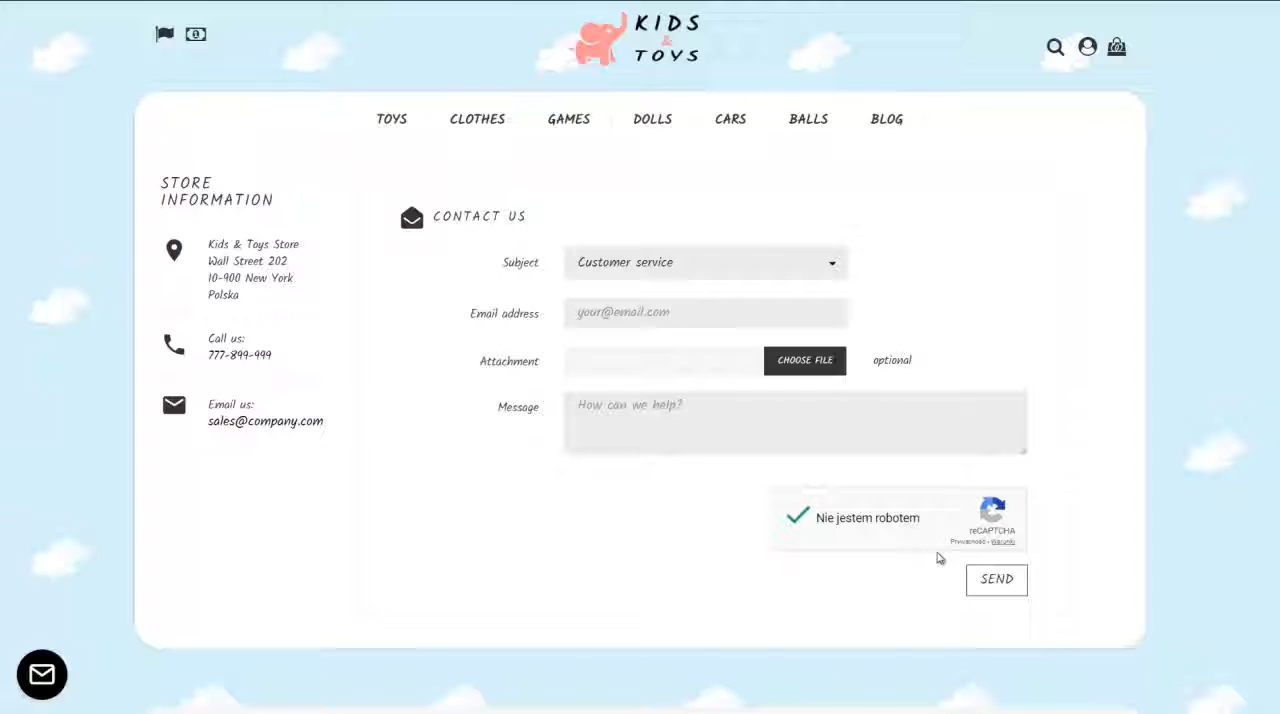 KIDS
&
TOYS
TOYS CLOTHES GAMES DOLLS CARS BALLS BLOG
STORE
INFORMATION
Kids & Toys Store
Wall Street 202
10-900 New York
Polska
Call us:
777-899-999
Email us:
sales@company.com
CONTACT US
Subject Customer service
Email address your@email.com
Attachment CHOOSE FILE optional
Message How can we help?
Nie jestem robotem
reCAPTCHA
Prywatność - Warunki
SEND